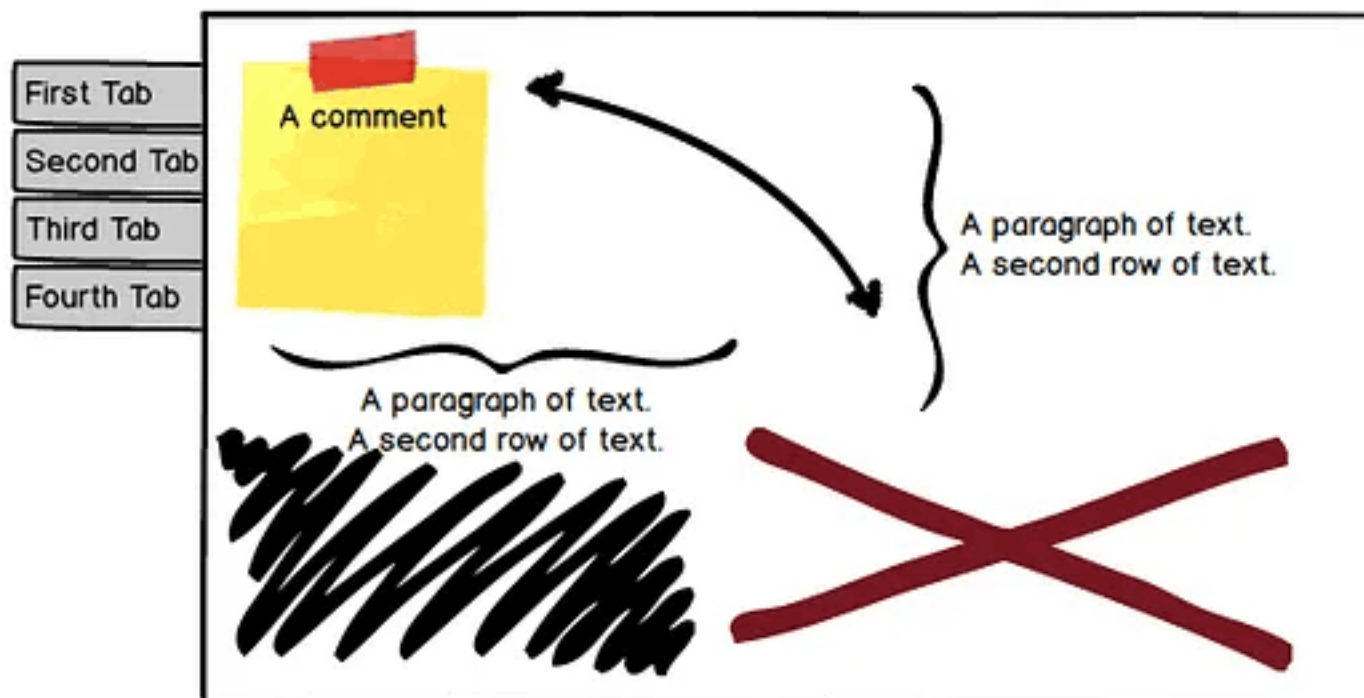 First Tab
Second Tab
Third Tab
Fourth Tab
A comment
A paragraph of text.
A second row of text.
A paragraph of text.
A second row of text.